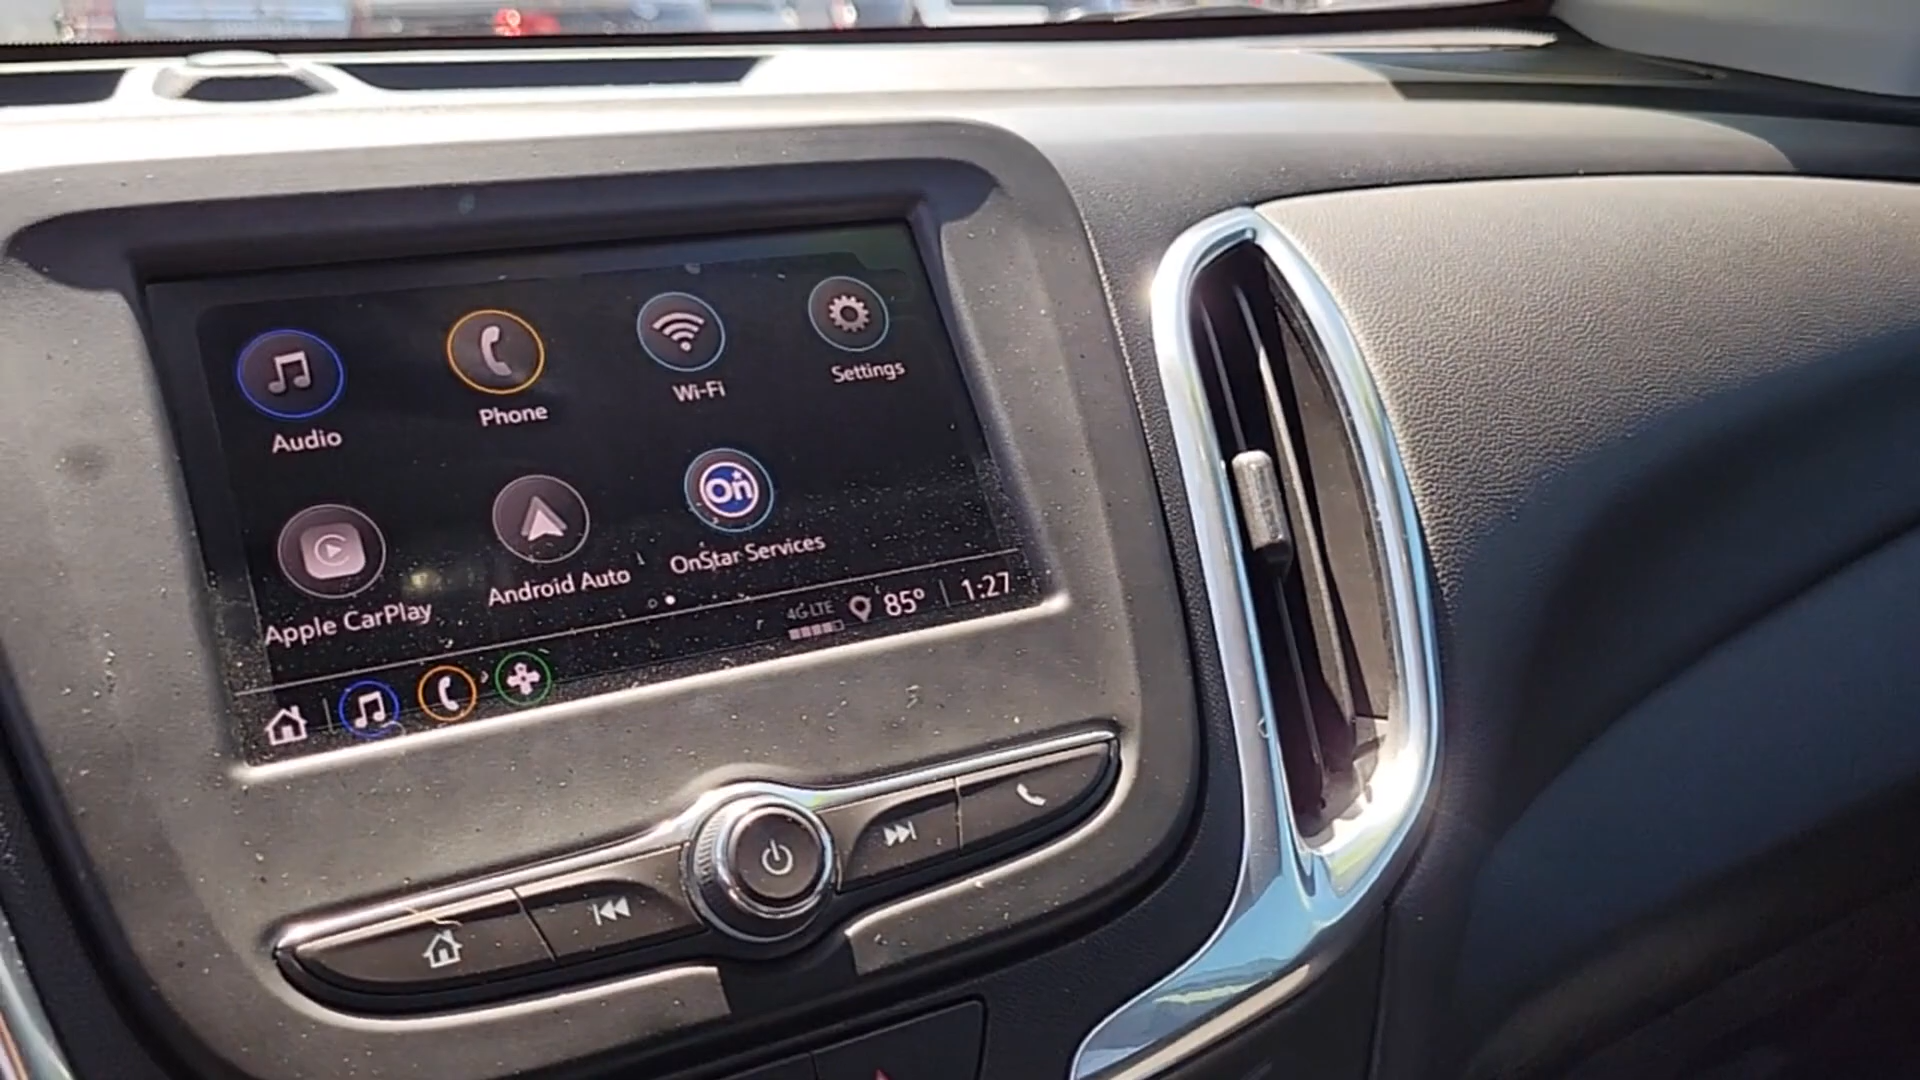 Audio
Phone
Wi-Fi
Settings
Apple CarPlay
Android Auto
On
OnStar Services
4G LTE
85°
1:27